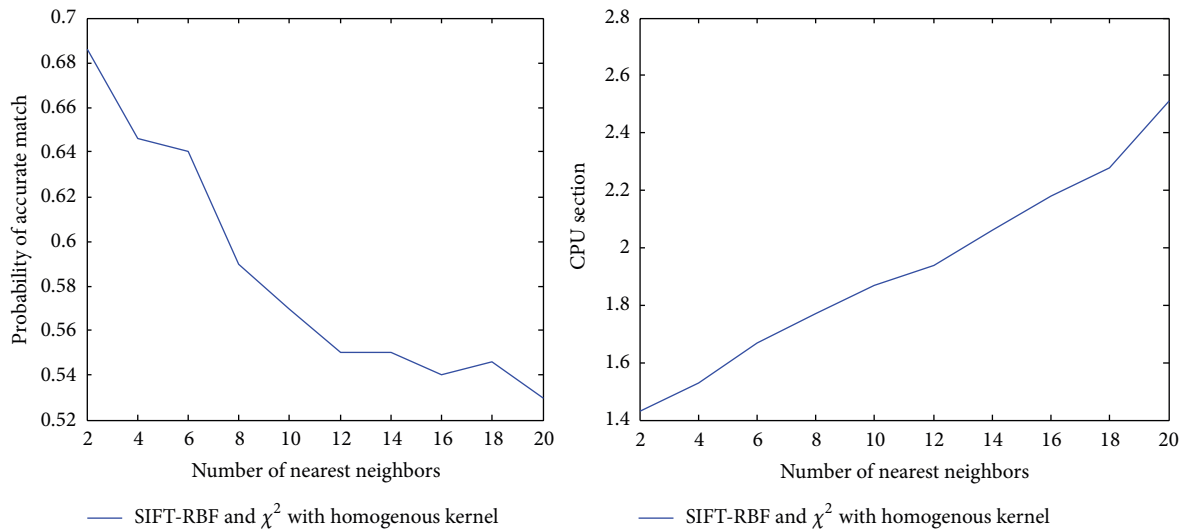 0.7
0.68
0.66
0.64
0.62
0.6
0.58
0.56
0.54
0.52
Probability of accurate match
2 4 6 8 10 12 14 16 18 20
Number of nearest neighbors
SIFT-RBF and χ² with homogenous kernel
2.8
2.6
2.4
2.2
2
1.8
1.6
1.4
CPU section
2 4 6 8 10 12 14 16 18 20
Number of nearest neighbors
SIFT-RBF and χ² with homogenous kernel